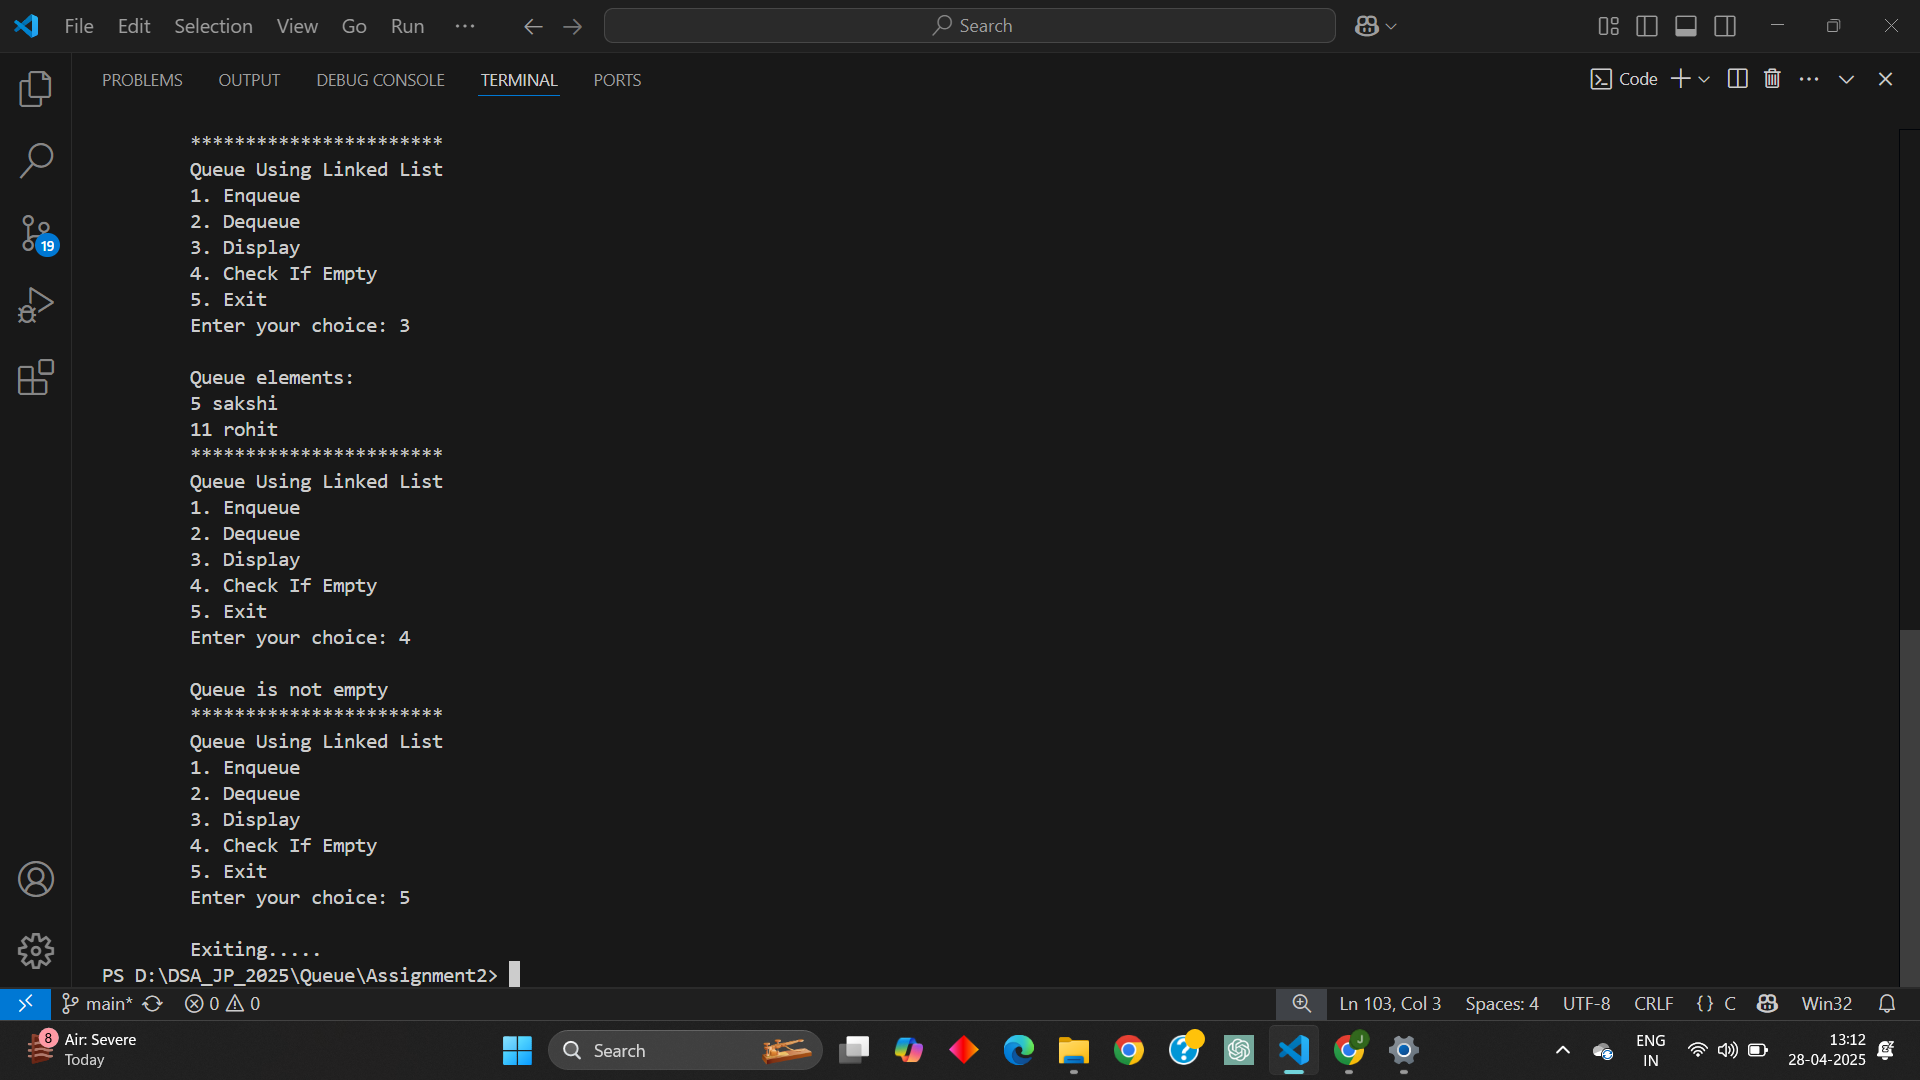 File Edit Selection View Go Run ... Search
PROBLEMS OUTPUT DEBUG CONSOLE TERMINAL PORTS Code
***********************
Queue Using Linked List
1. Enqueue
2. Dequeue
3. Display
4. Check If Empty
5. Exit
Enter your choice: 3
Queue elements:
5 sakshi
11 rohit
***********************
Queue Using Linked List
1. Enqueue
2. Dequeue
3. Display
4. Check If Empty
5. Exit
Enter your choice: 4
Queue is not empty
***********************
Queue Using Linked List
1. Enqueue
2. Dequeue
3. Display
4. Check If Empty
5. Exit
Enter your choice: 5
Exiting.....
PS D:\DSA_JP_2025\Queue\Assignment2>
19
main* 0 0 Ln 103, Col 3 Spaces: 4 UTF-8 CRLF {} C Win32
8 Air: Severe
Today
Search
J
ENG
IN
13:12
28-04-2025